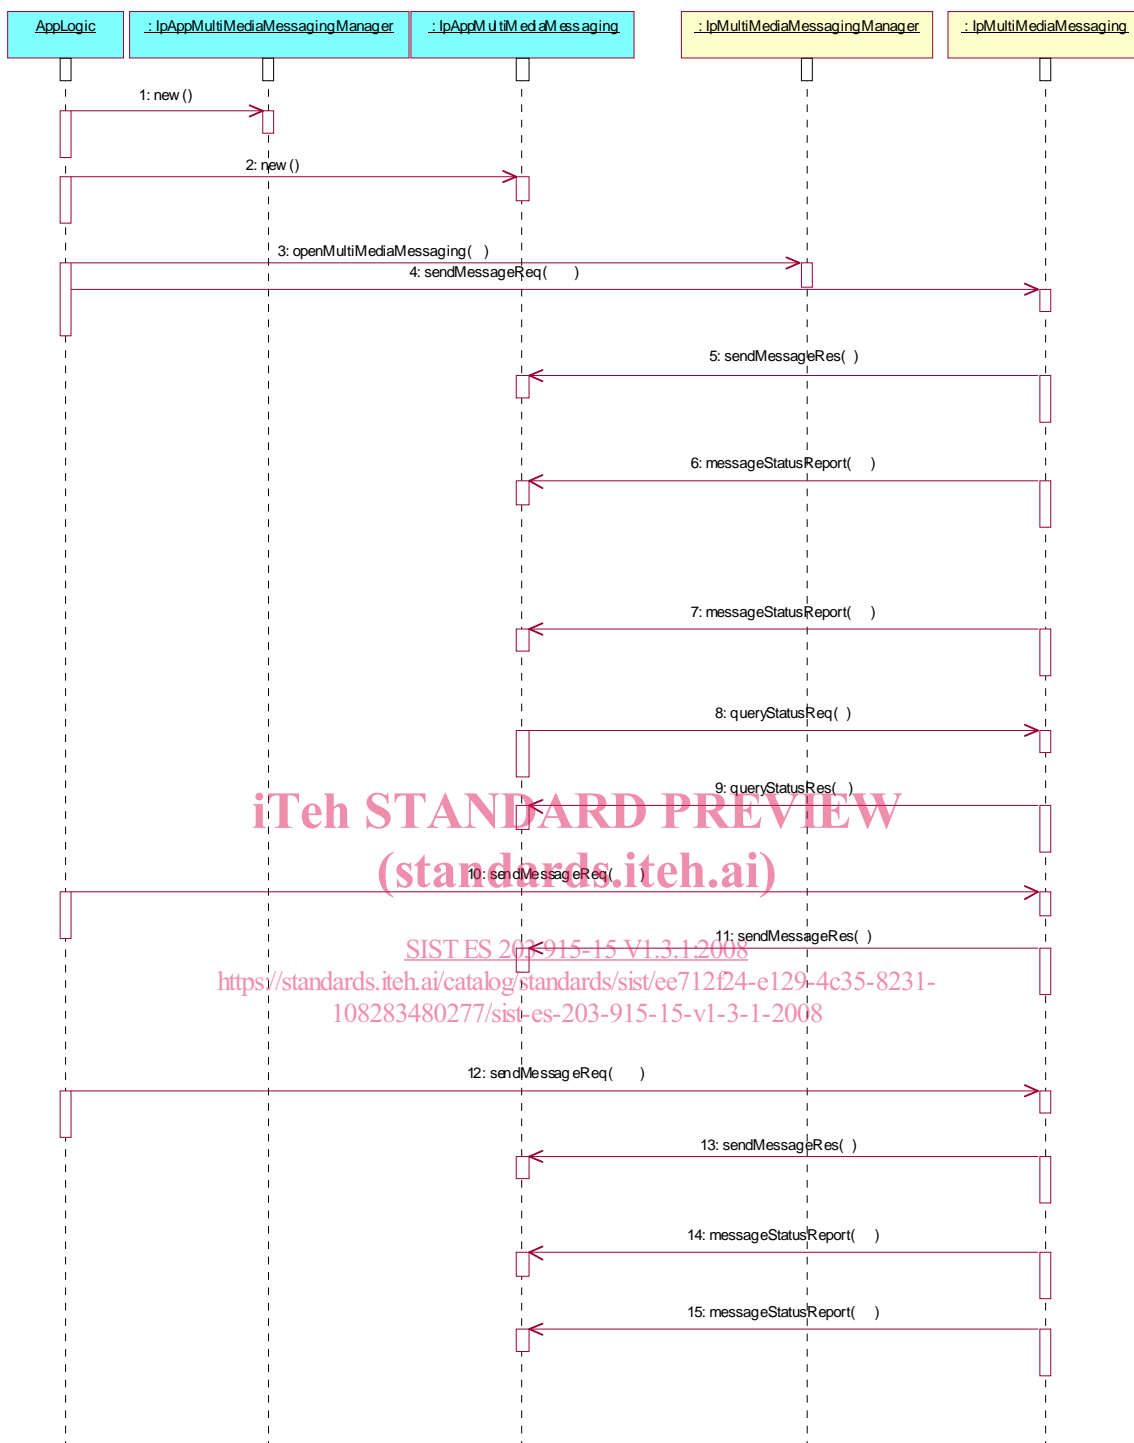 AppLogic
: IpAppMultiMediaMessagingManager
: IpAppMultiMediaMessaging
: IpMultiMediaMessagingManager
: IpMultiMediaMessaging
1: new ()
2: new ()
3: openMultiMediaMessaging( )
4: sendMessageReq( )
5: sendMessageRes( )
6: messageStatusReport( )
7: messageStatusReport( )
8: queryStatusReq( )
9: queryStatusRes( )
iTeh STANDARD PREVIEW
(standards.iteh.ai)
10: sendMessageReq( )
11: sendMessageRes( )
SIST ES 203 915-15 V1.3.1:2008
https://standards.iteh.ai/catalog/standards/sist/ee712f24-e129-4c35-8231-
108283480277/sist-es-203-915-15-v1-3-1-2008
12: sendMessageReq( )
13: sendMessageRes( )
14: messageStatusReport( )
15: messageStatusReport( )